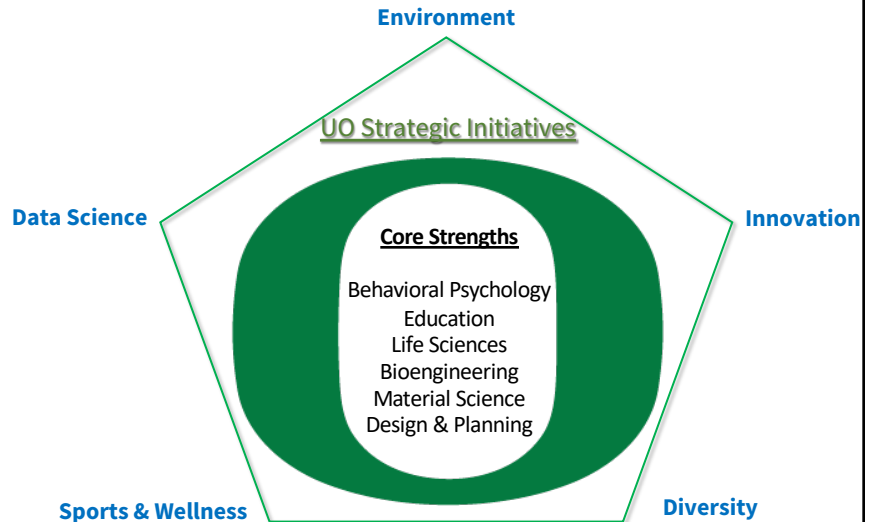 Environment
UO Strategic Initiatives
Data Science
Innovation
Core Strengths
Behavioral Psychology
Education
Life Sciences
Bioengineering
Material Science
Design & Planning
Sports & Wellness
Diversity